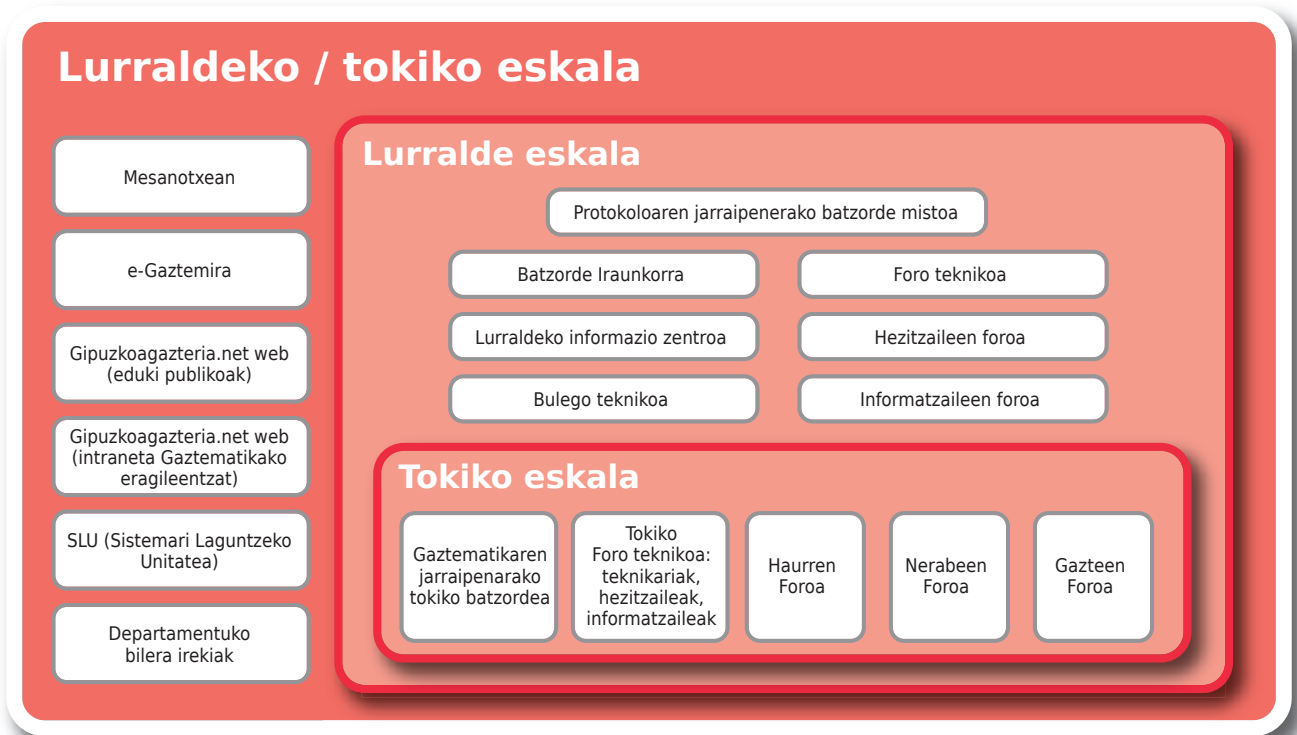 Lurraldeko / tokiko eskala
Mesanotxean
e-Gaztemira
Gipuzkoagazteria.net web
(eduki publikoak)
Gipuzkoagazteria.net web
(intraneta Gaztematikako
eragileentzat)
SLU (Sistemari Laguntzeko
Unitatea)
Departamentuko
bilera irekiak
Lurralde eskala
Protokoloaren jarraipenerako batzorde mistoa
Batzorde Iraunkorra
Foro teknikoa
Lurraldeko informazio zentroa
Hezitzaileen foroa
Bulego teknikoa
Informatzaileen foroa
Tokiko eskala
Gaztematikaren
jarraipenarako
tokiko batzordea
Tokiko
Foro teknikoa:
teknikariak,
hezitzaileak,
informatzaileak
Haurren
Foroa
Nerabeen
Foroa
Gazteen
Foroa